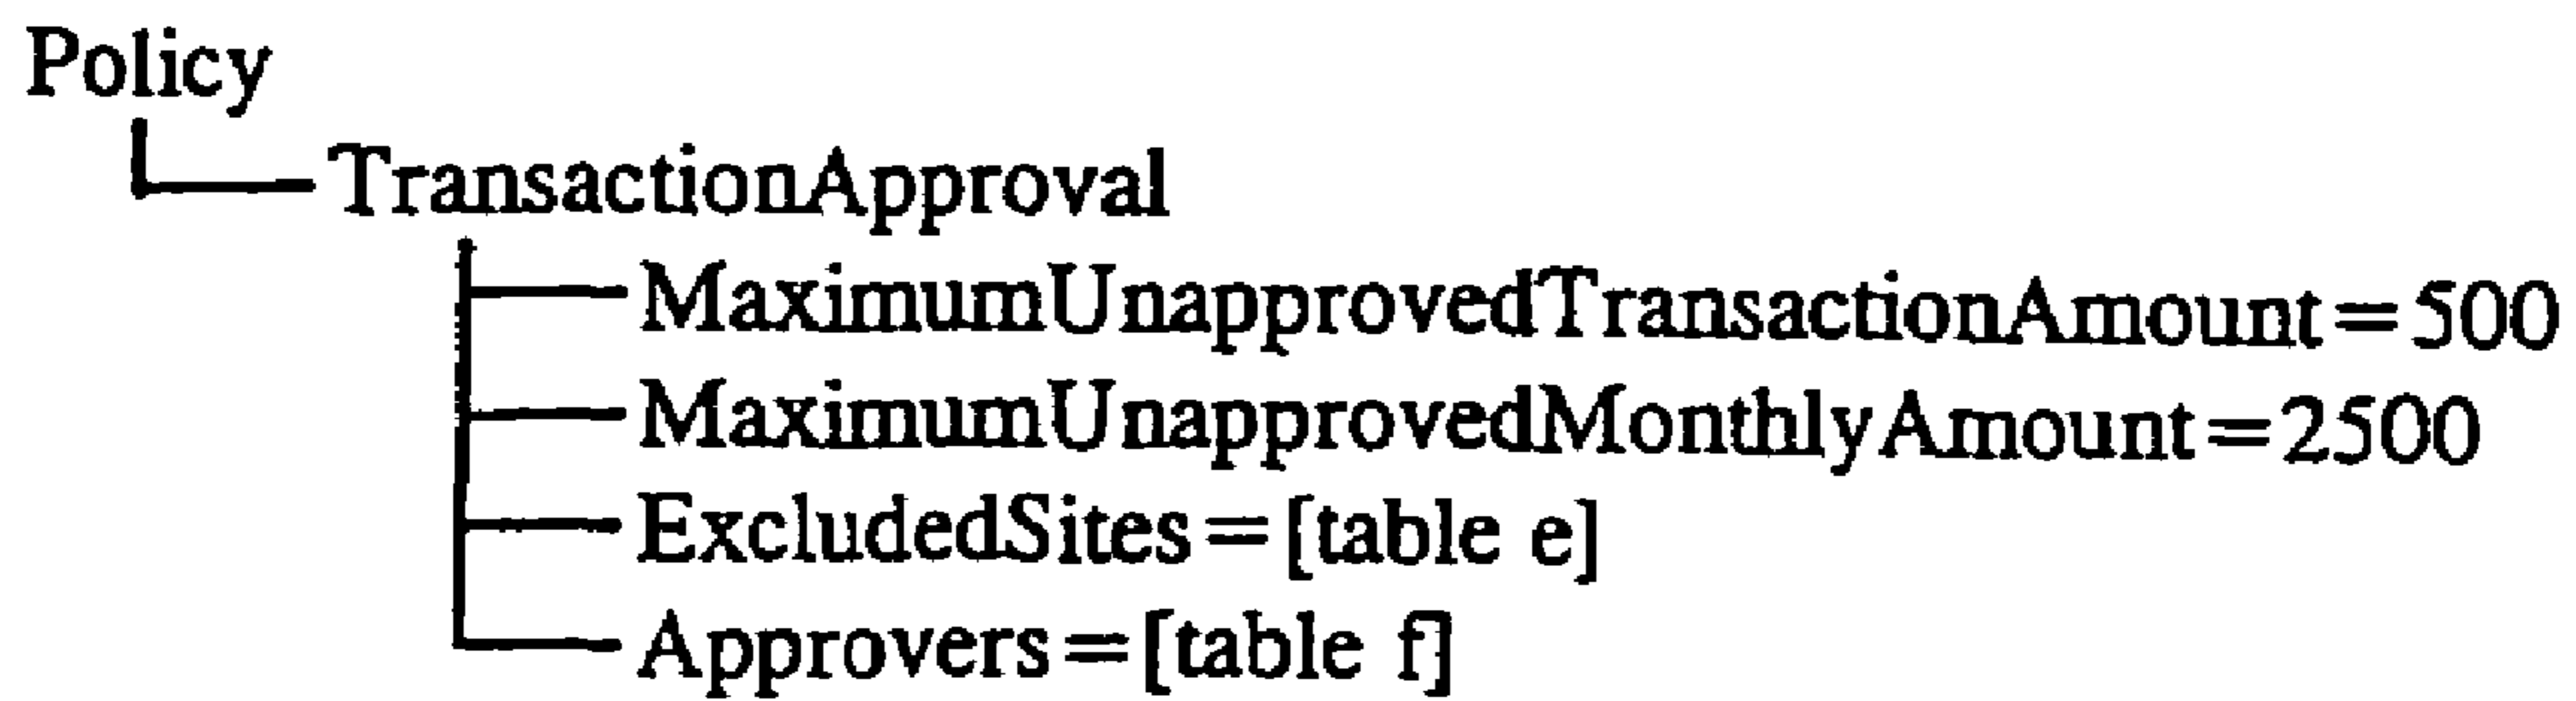 Policy
TransactionApproval
MaximumUnapprovedTransactionAmount=500
MaximumUnapprovedMonthlyAmount=2500
ExcludedSites=[table e]
Approvers=[table f]